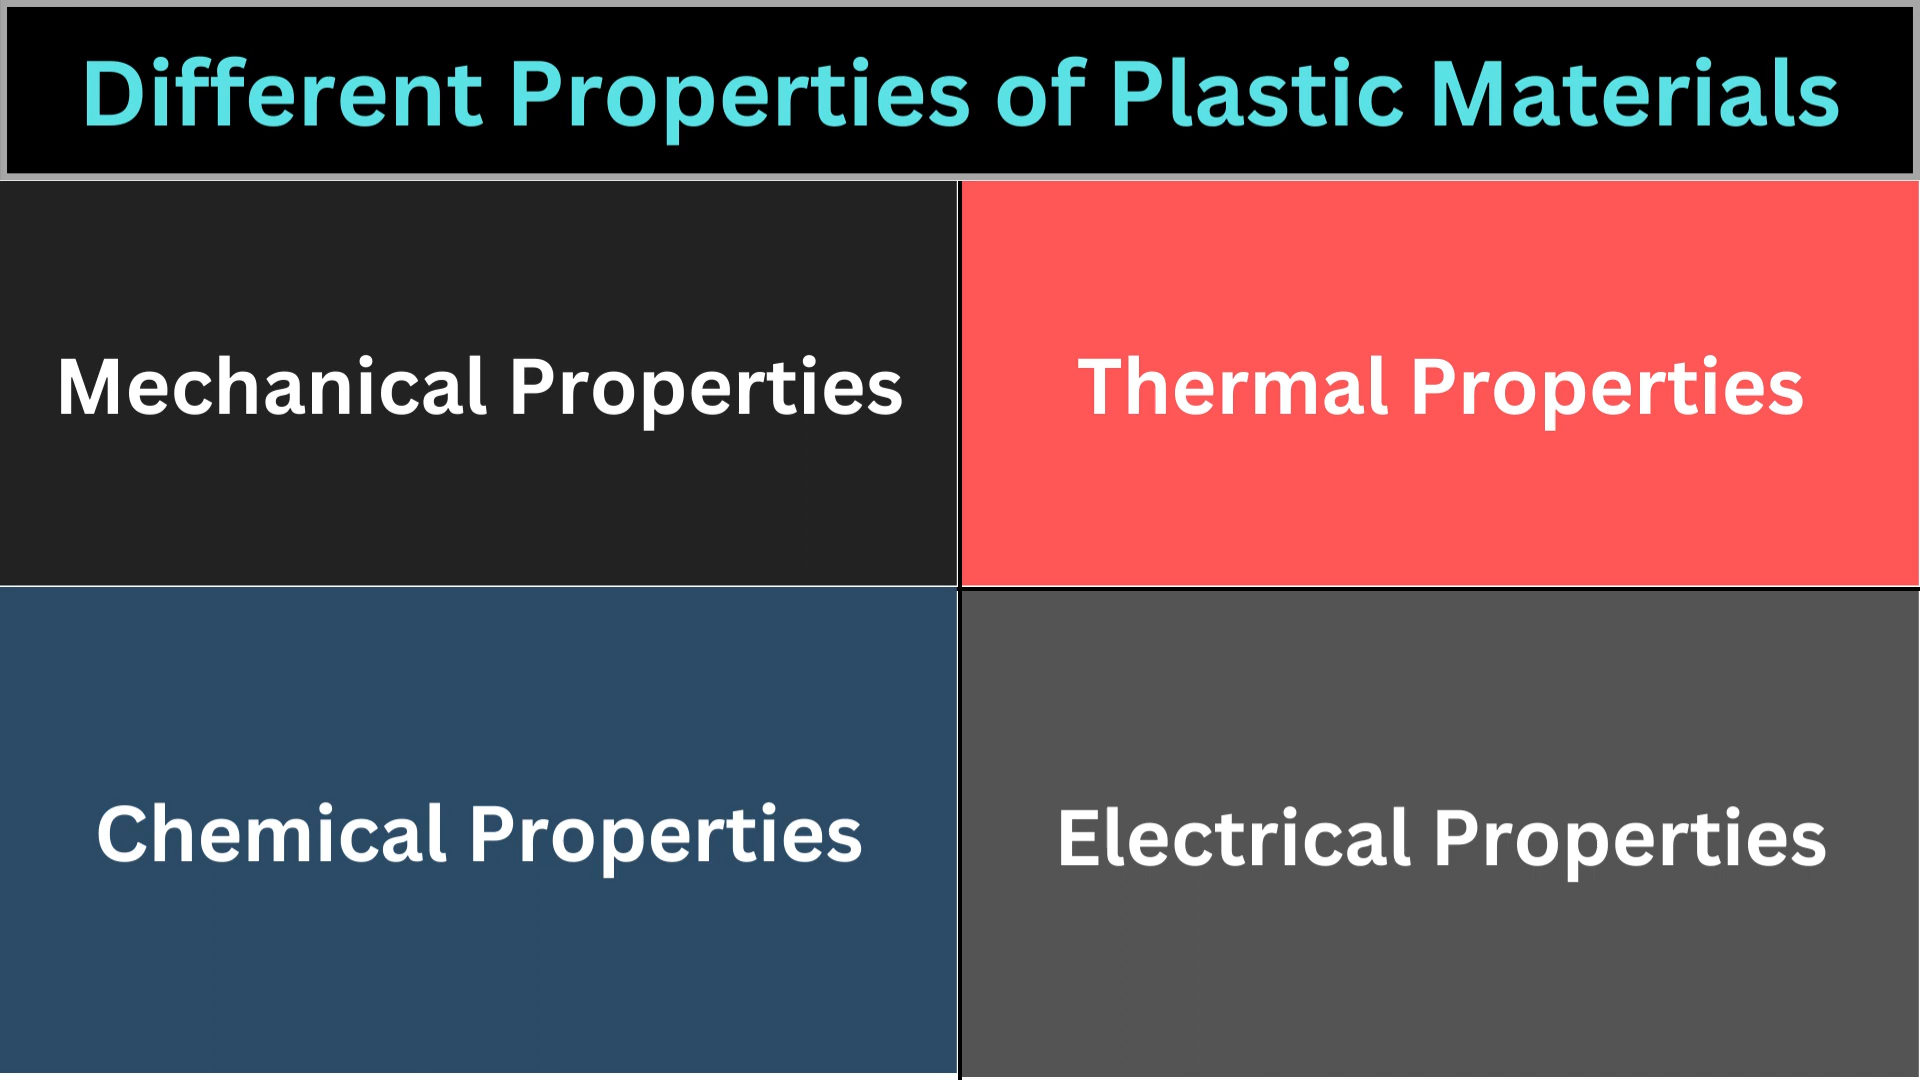 Different Properties of Plastic Materials
Mechanical Properties
Thermal Properties
Chemical Properties
Electrical Properties